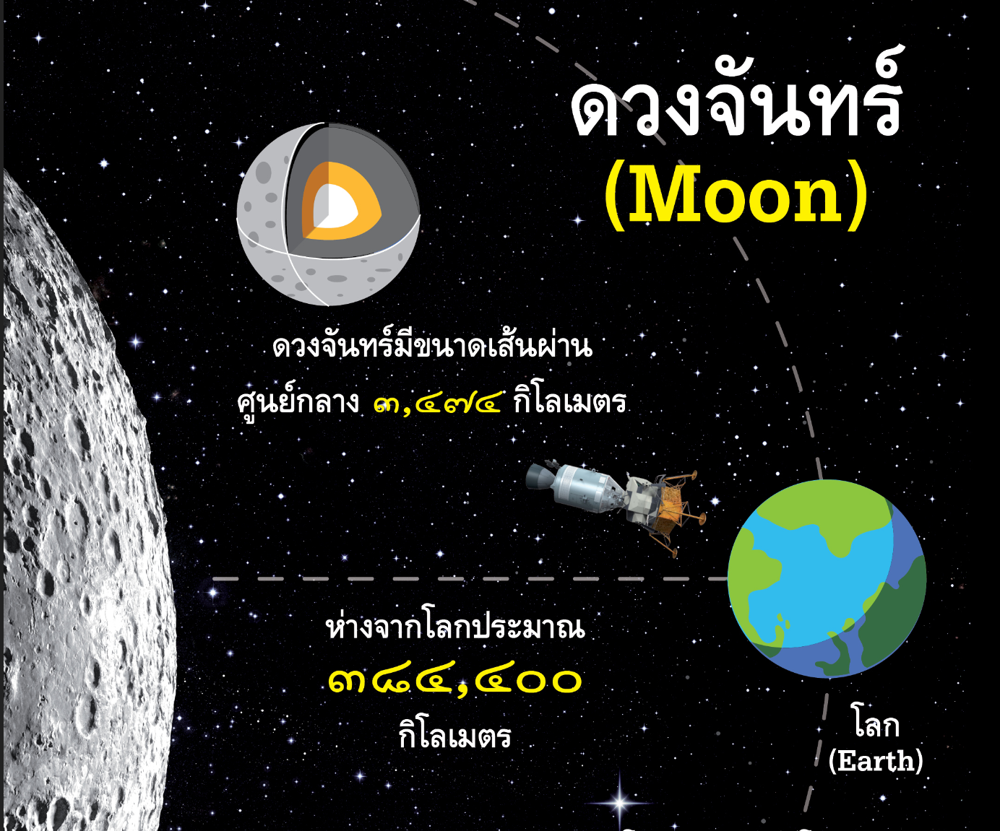 ดวงจันทร์
(Moon)
ดวงจันทร์มีขนาดเส้นผ่าน
ศูนย์กลาง ๓,๔๗๔ กิโลเมตร
ห่างจากโลกประมาณ
๓๘๔,๔๐๐
กิโลเมตร
โลก
(Earth)